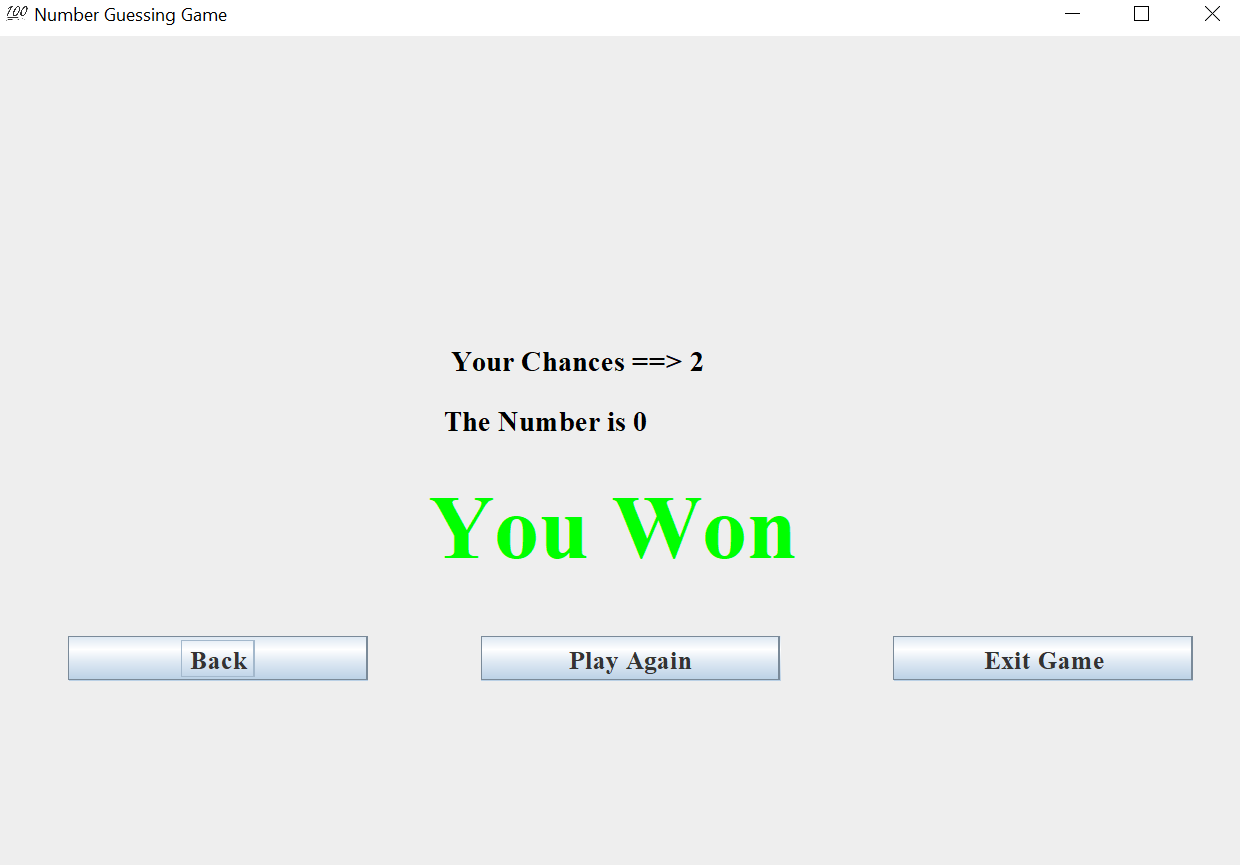 100 Number Guessing Game
Your Chances ==> 2
The Number is 0
You Won
Back
Play Again
Exit Game